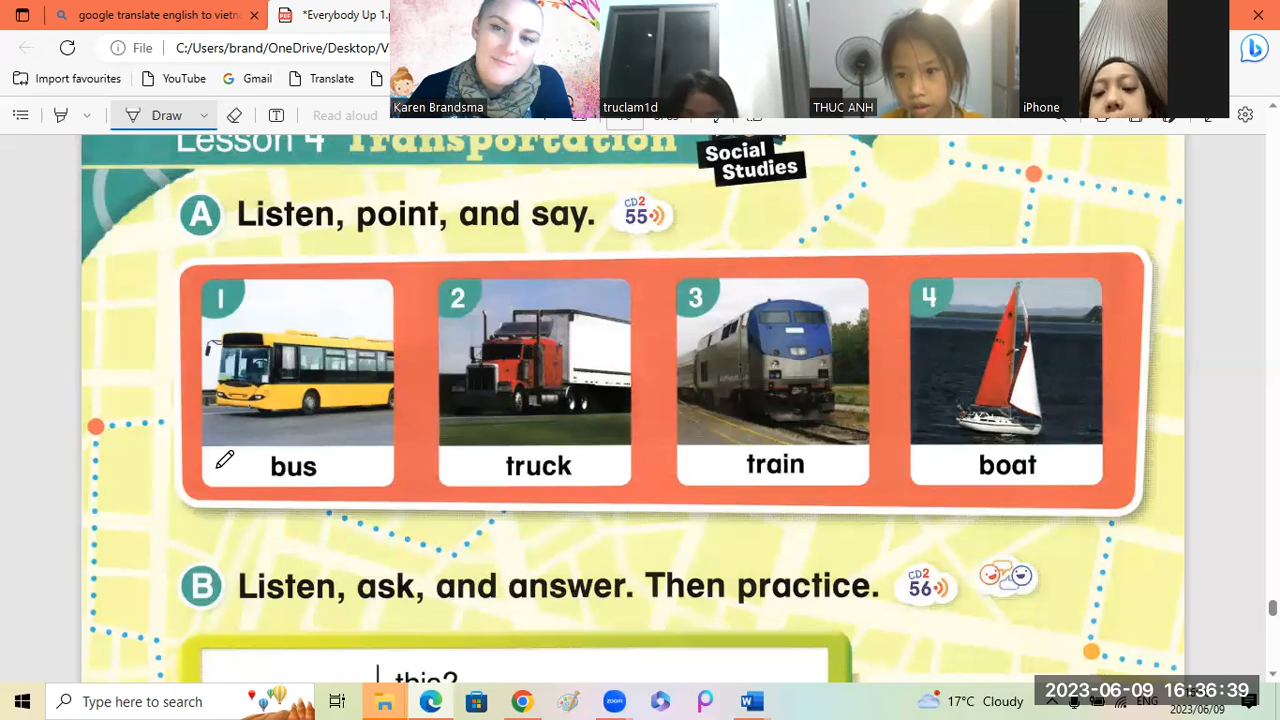 google translate english to vietn
*Everybody Up 1.p
File
C:/Users/brand/OneDrive/Desktop/V
Import favourites
YouTube
Gmail
Translate
Draw
Read aloud
Karen Brandsma
truclam1d
THUC ANH
iPhone
Lesson 4 Transportation
Social
Studies
A Listen, point, and say. CD2 55
1
2
3
4
bus
truck
train
boat
B Listen, ask, and answer. Then practice. CD2 56
this?
Type here to search
zoom
17°C Cloudy
ENG
2023-06-09 16:36:39
2023/06/09